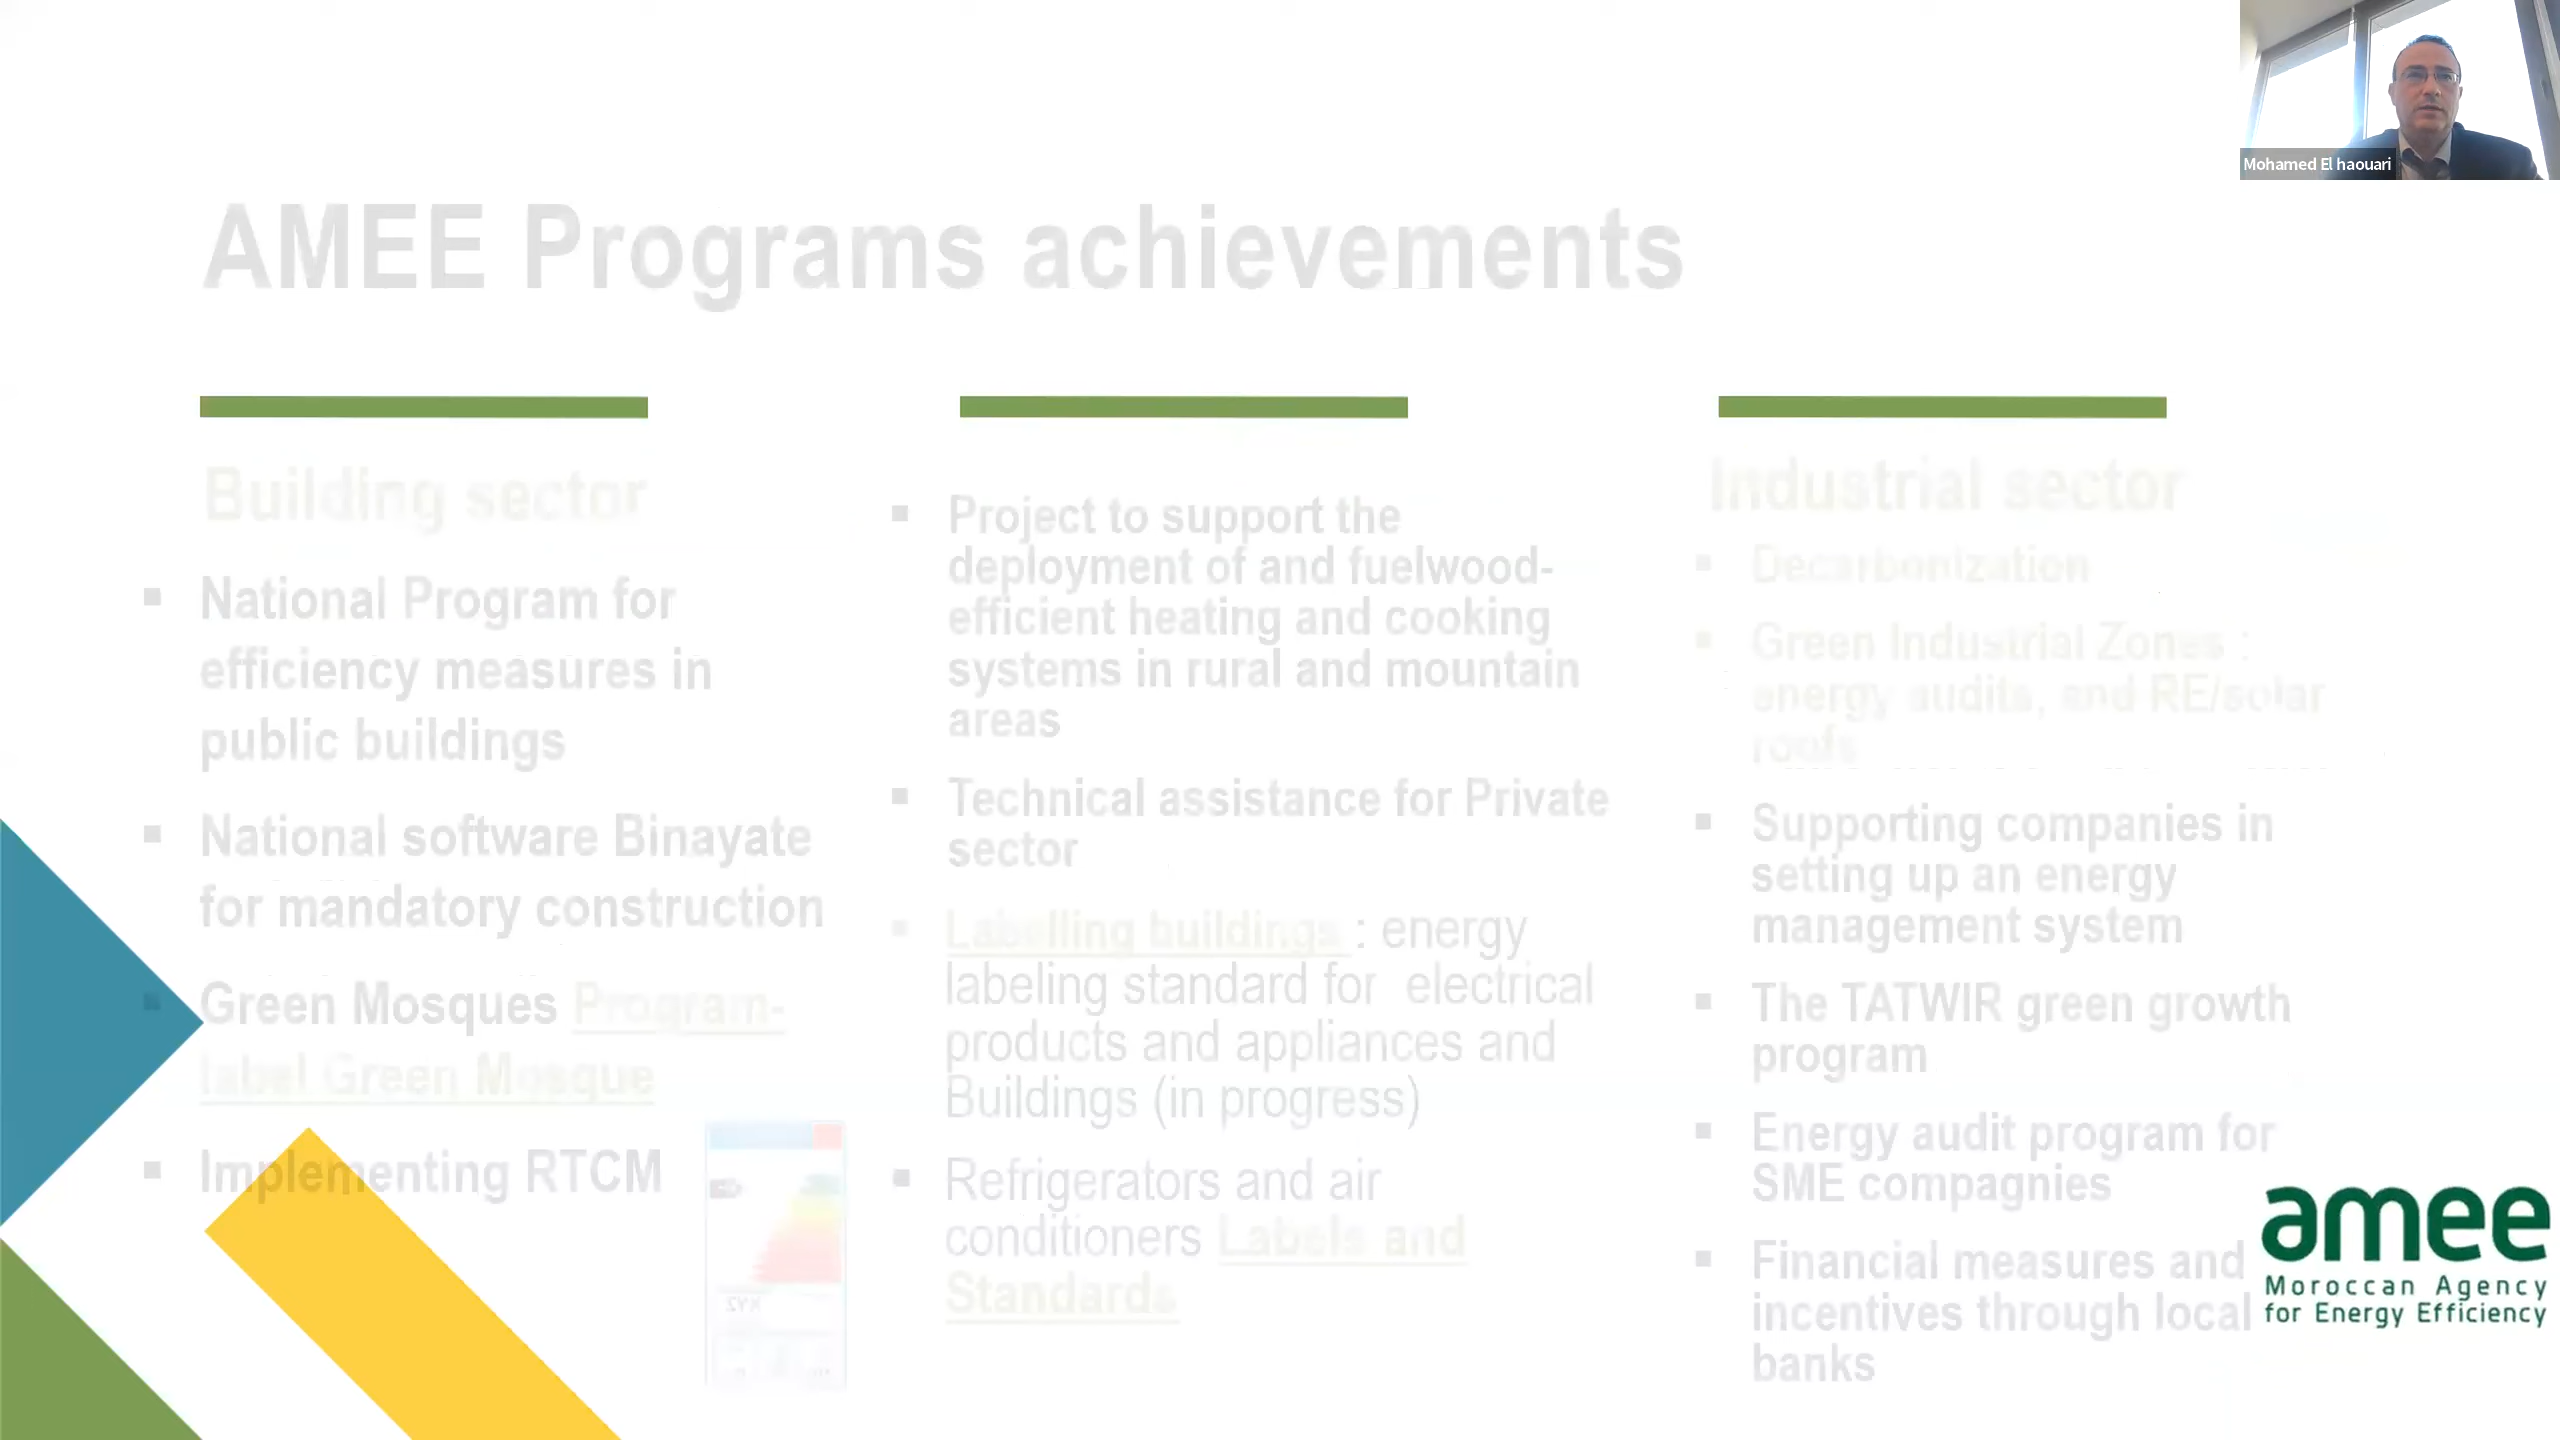 Mohamed El haouari
AMEE Programs achievements
Building sector
▪ National Program for
efficiency measures in
public buildings
▪ National software Binayate
for mandatory construction
▪ Green Mosques Program-
label Green Mosque
▪ Implementing RTCM
XYZ
▪ Project to support the
deployment of and fuelwood-
efficient heating and cooking
systems in rural and mountain
areas
▪ Technical assistance for Private
sector
▪ Labelling buildings : energy
labeling standard for electrical
products and appliances and
Buildings (in progress)
▪ Refrigerators and air
conditioners Labels and
Standards
Industrial sector
▪ Decarbonization
▪ Green Industrial Zones :
energy audits, and RE/solar
roofs
▪ Supporting companies in
setting up an energy
management system
▪ The TATWIR green growth
program
▪ Energy audit program for
SME compagnies
▪ Financial measures and
incentives through local
banks
amee
Moroccan Agency
for Energy Efficiency